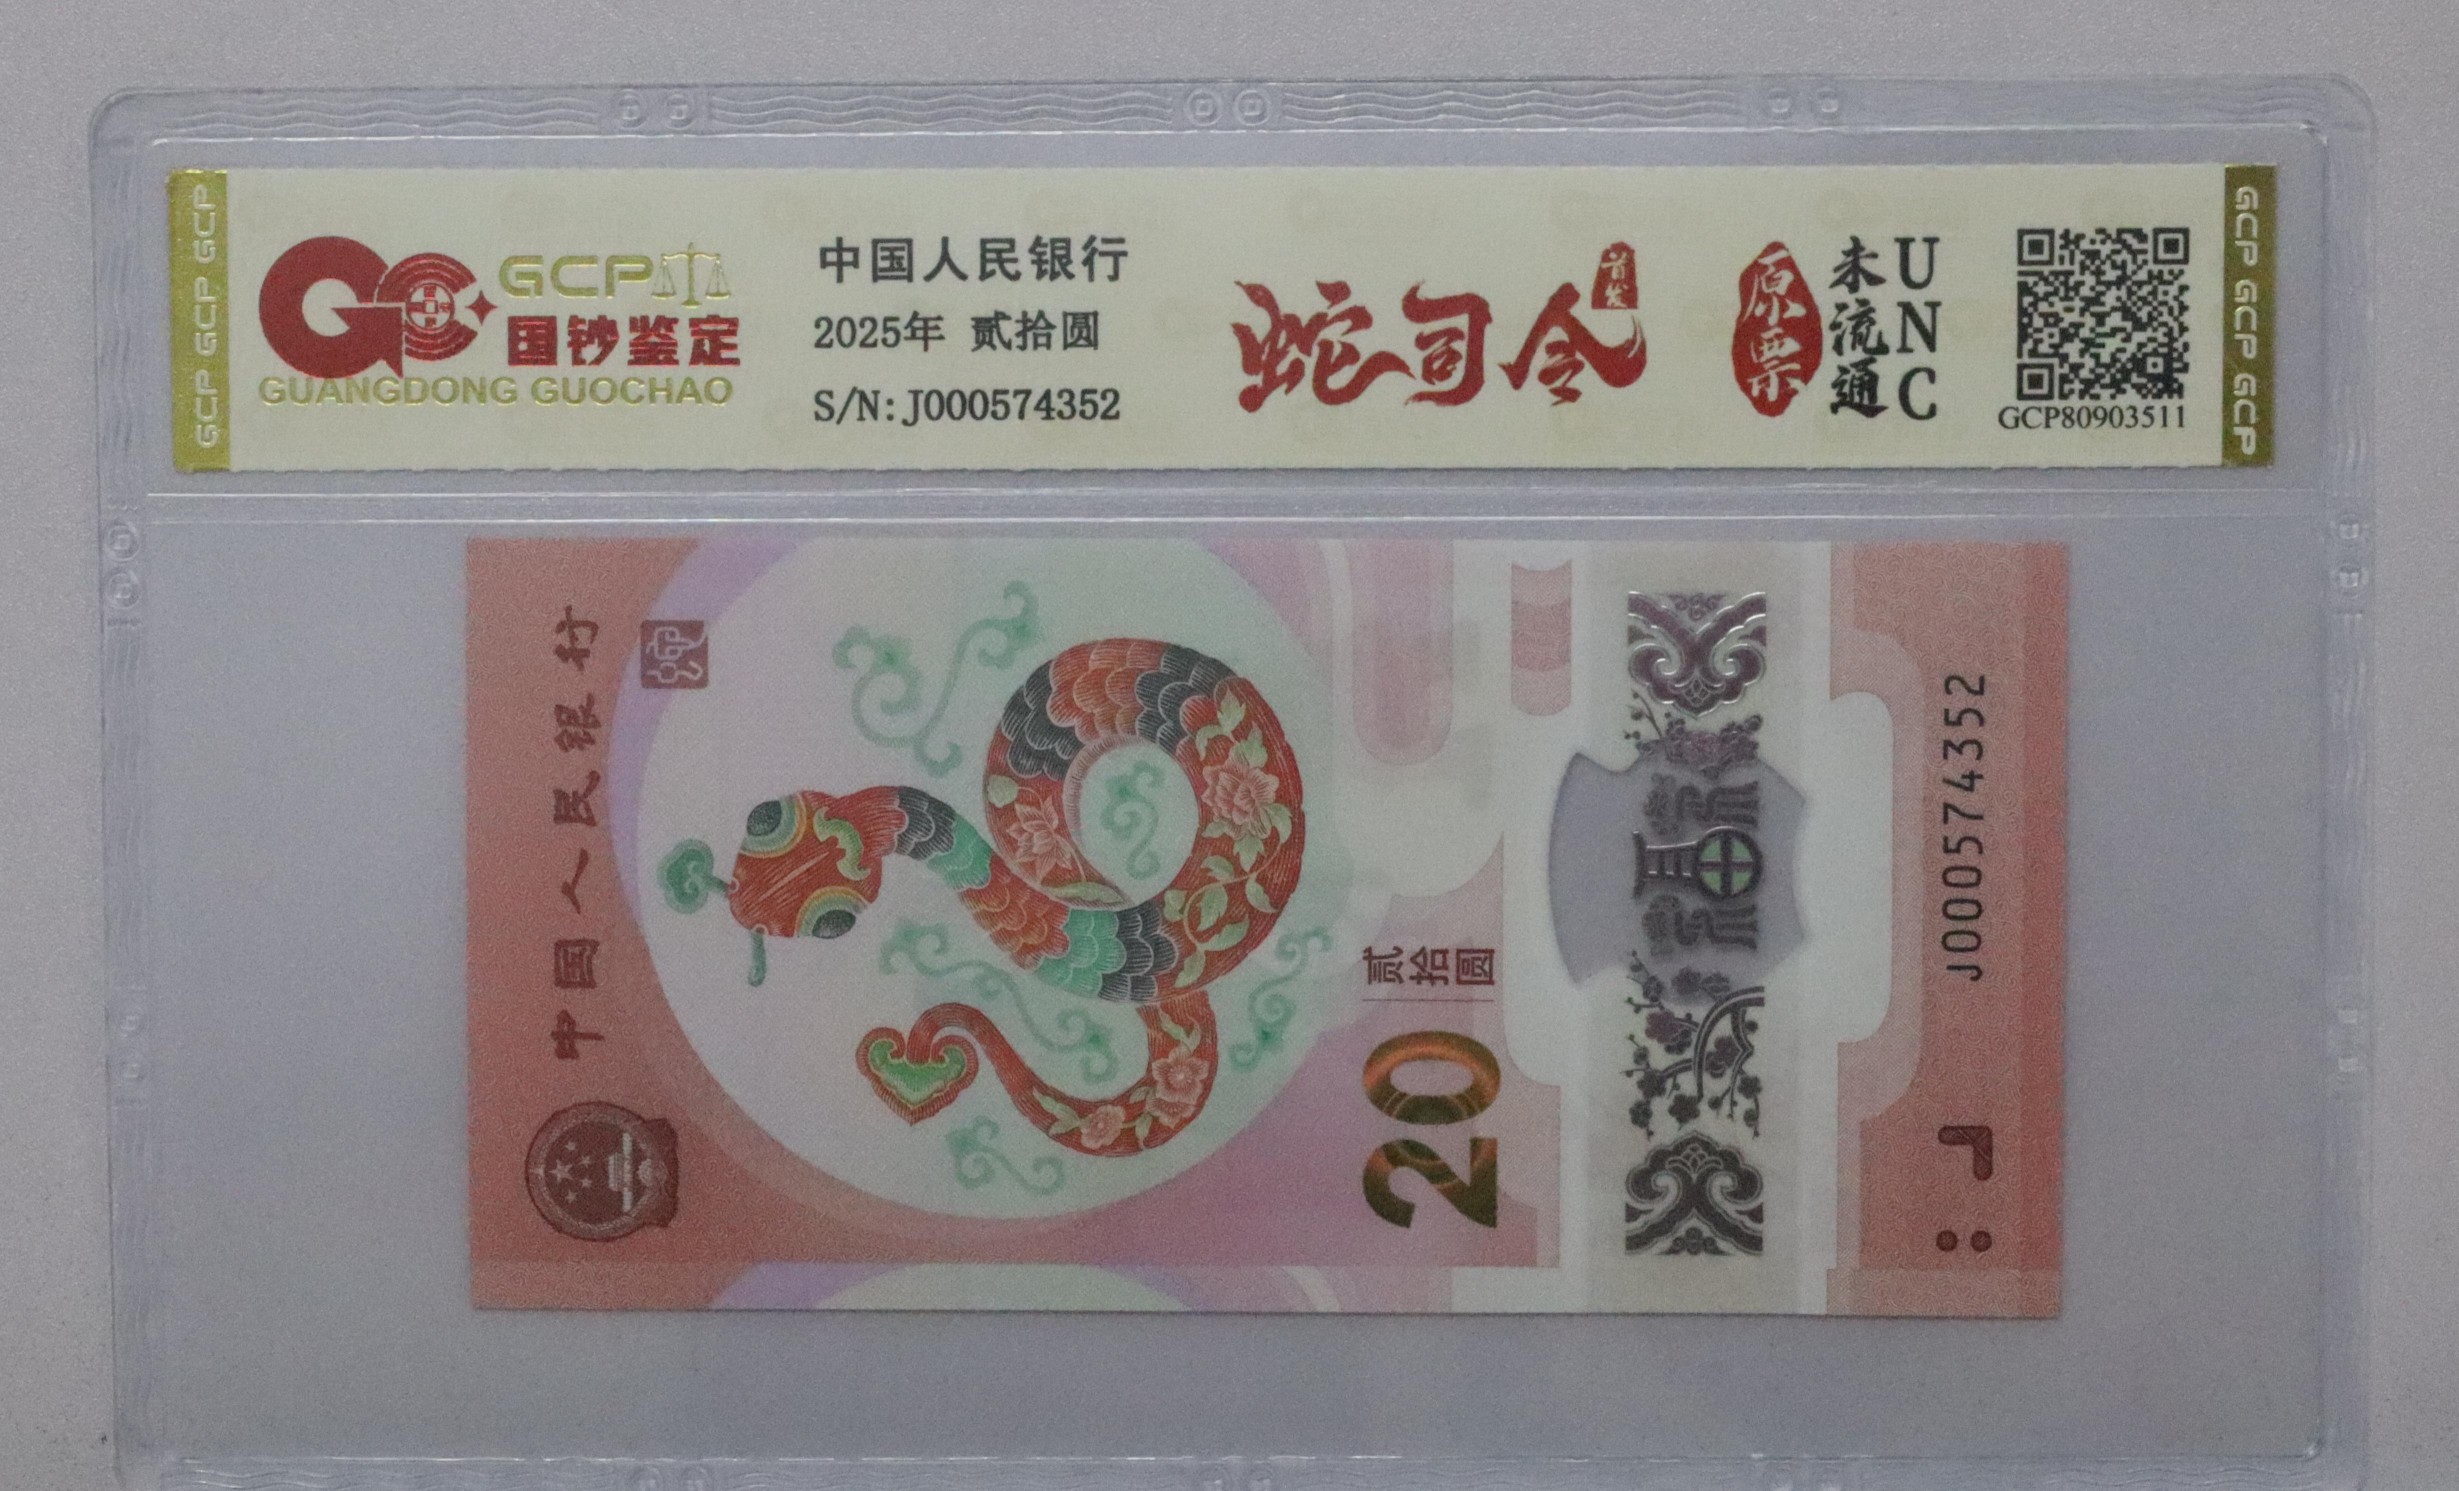 GCP GCP GCP
GCP
国钞鉴定
GUANGDONG GUOCHAO
中国人民银行
2025年 贰拾圆
S/N: J000574352
首发
蛇司令
原票
未流通
UNC
GCP80903511
GCP GCP GCP
中国人民银行
蛇
贰拾圆
20
福
J000574352